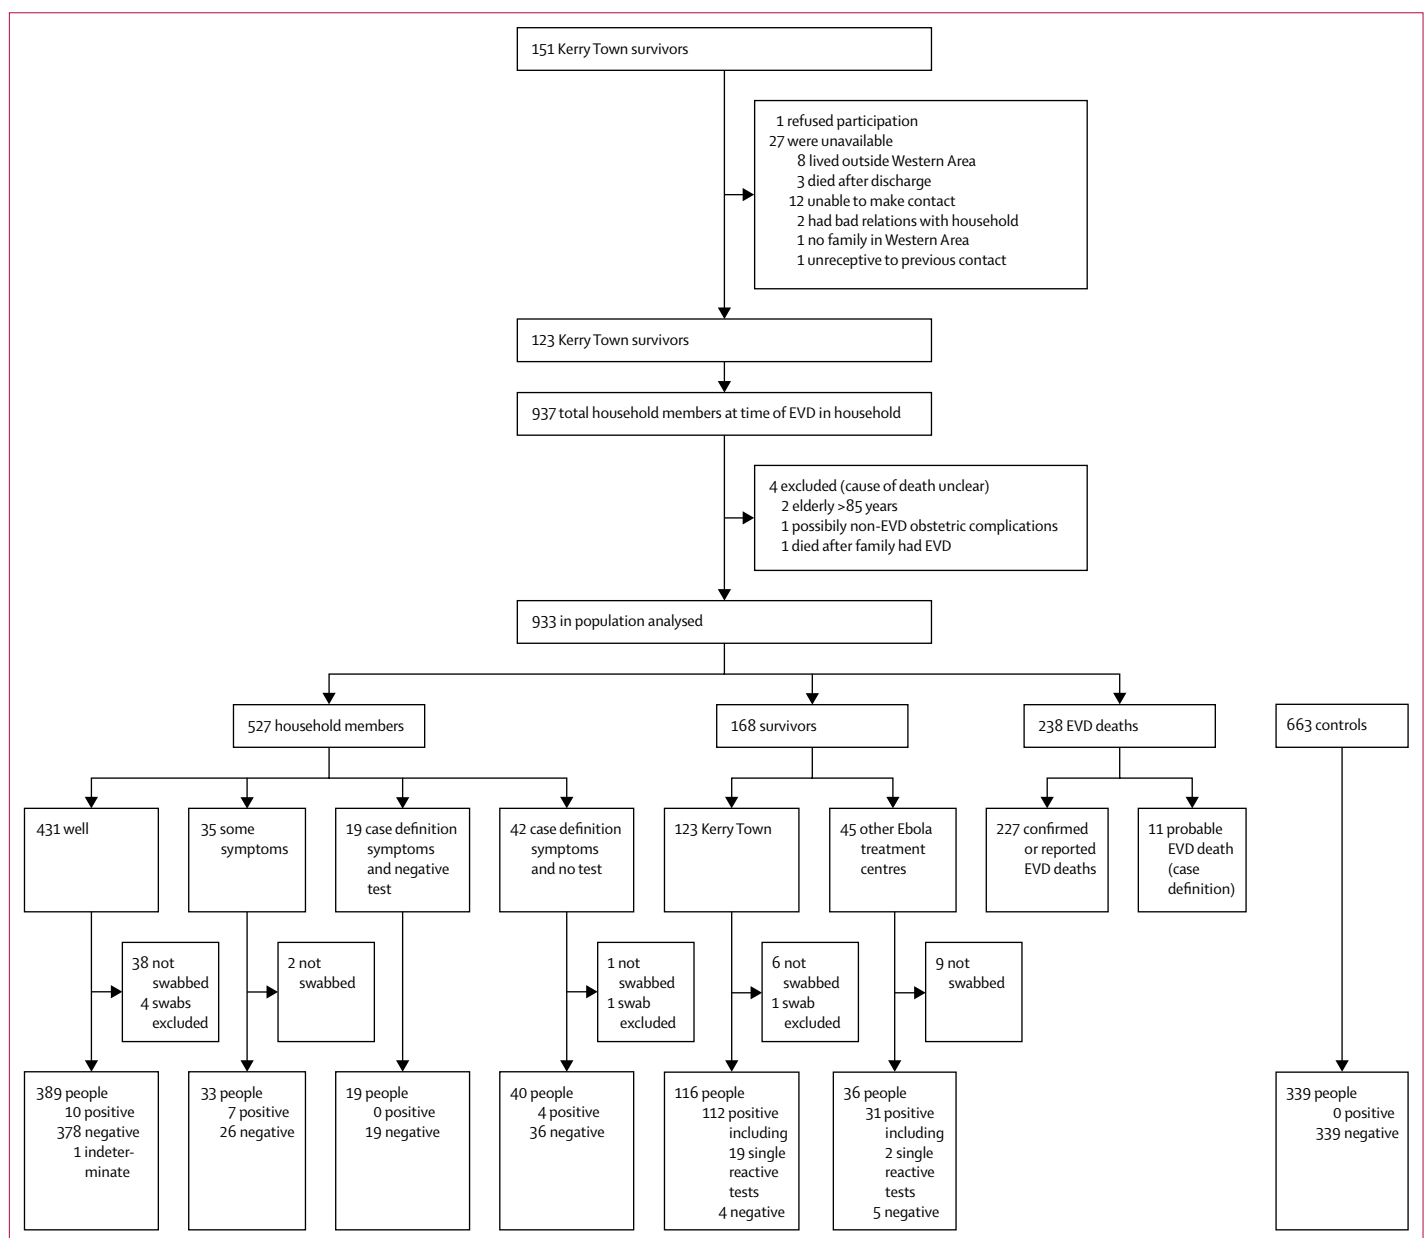 151 Kerry Town survivors
1 refused participation
27 were unavailable
8 lived outside Western Area
3 died after discharge
12 unable to make contact
2 had bad relations with household
1 no family in Western Area
1 unreceptive to previous contact
123 Kerry Town survivors
937 total household members at time of EVD in household
4 excluded (cause of death unclear)
2 elderly >85 years
1 possibily non-EVD obstetric complications
1 died after family had EVD
933 in population analysed
527 household members
168 survivors
238 EVD deaths
663 controls
431 well
35 some
symptoms
19 case definition
symptoms
and negative
test
42 case definition
symptoms
and no test
123 Kerry Town
45 other Ebola
treatment
centres
227 confirmed
or reported
EVD deaths
11 probable
EVD death
(case
definition)
38 not
swabbed
4 swabs
excluded
2 not
swabbed
1 not
swabbed
1 swab
excluded
6 not
swabbed
1 swab
excluded
9 not
swabbed
389 people
10 positive
378 negative
1 indeter-
minate
33 people
7 positive
26 negative
19 people
0 positive
19 negative
40 people
4 positive
36 negative
116 people
112 positive
including
19 single
reactive
tests
4 negative
36 people
31 positive
including
2 single
reactive
tests
5 negative
339 people
0 positive
339 negative